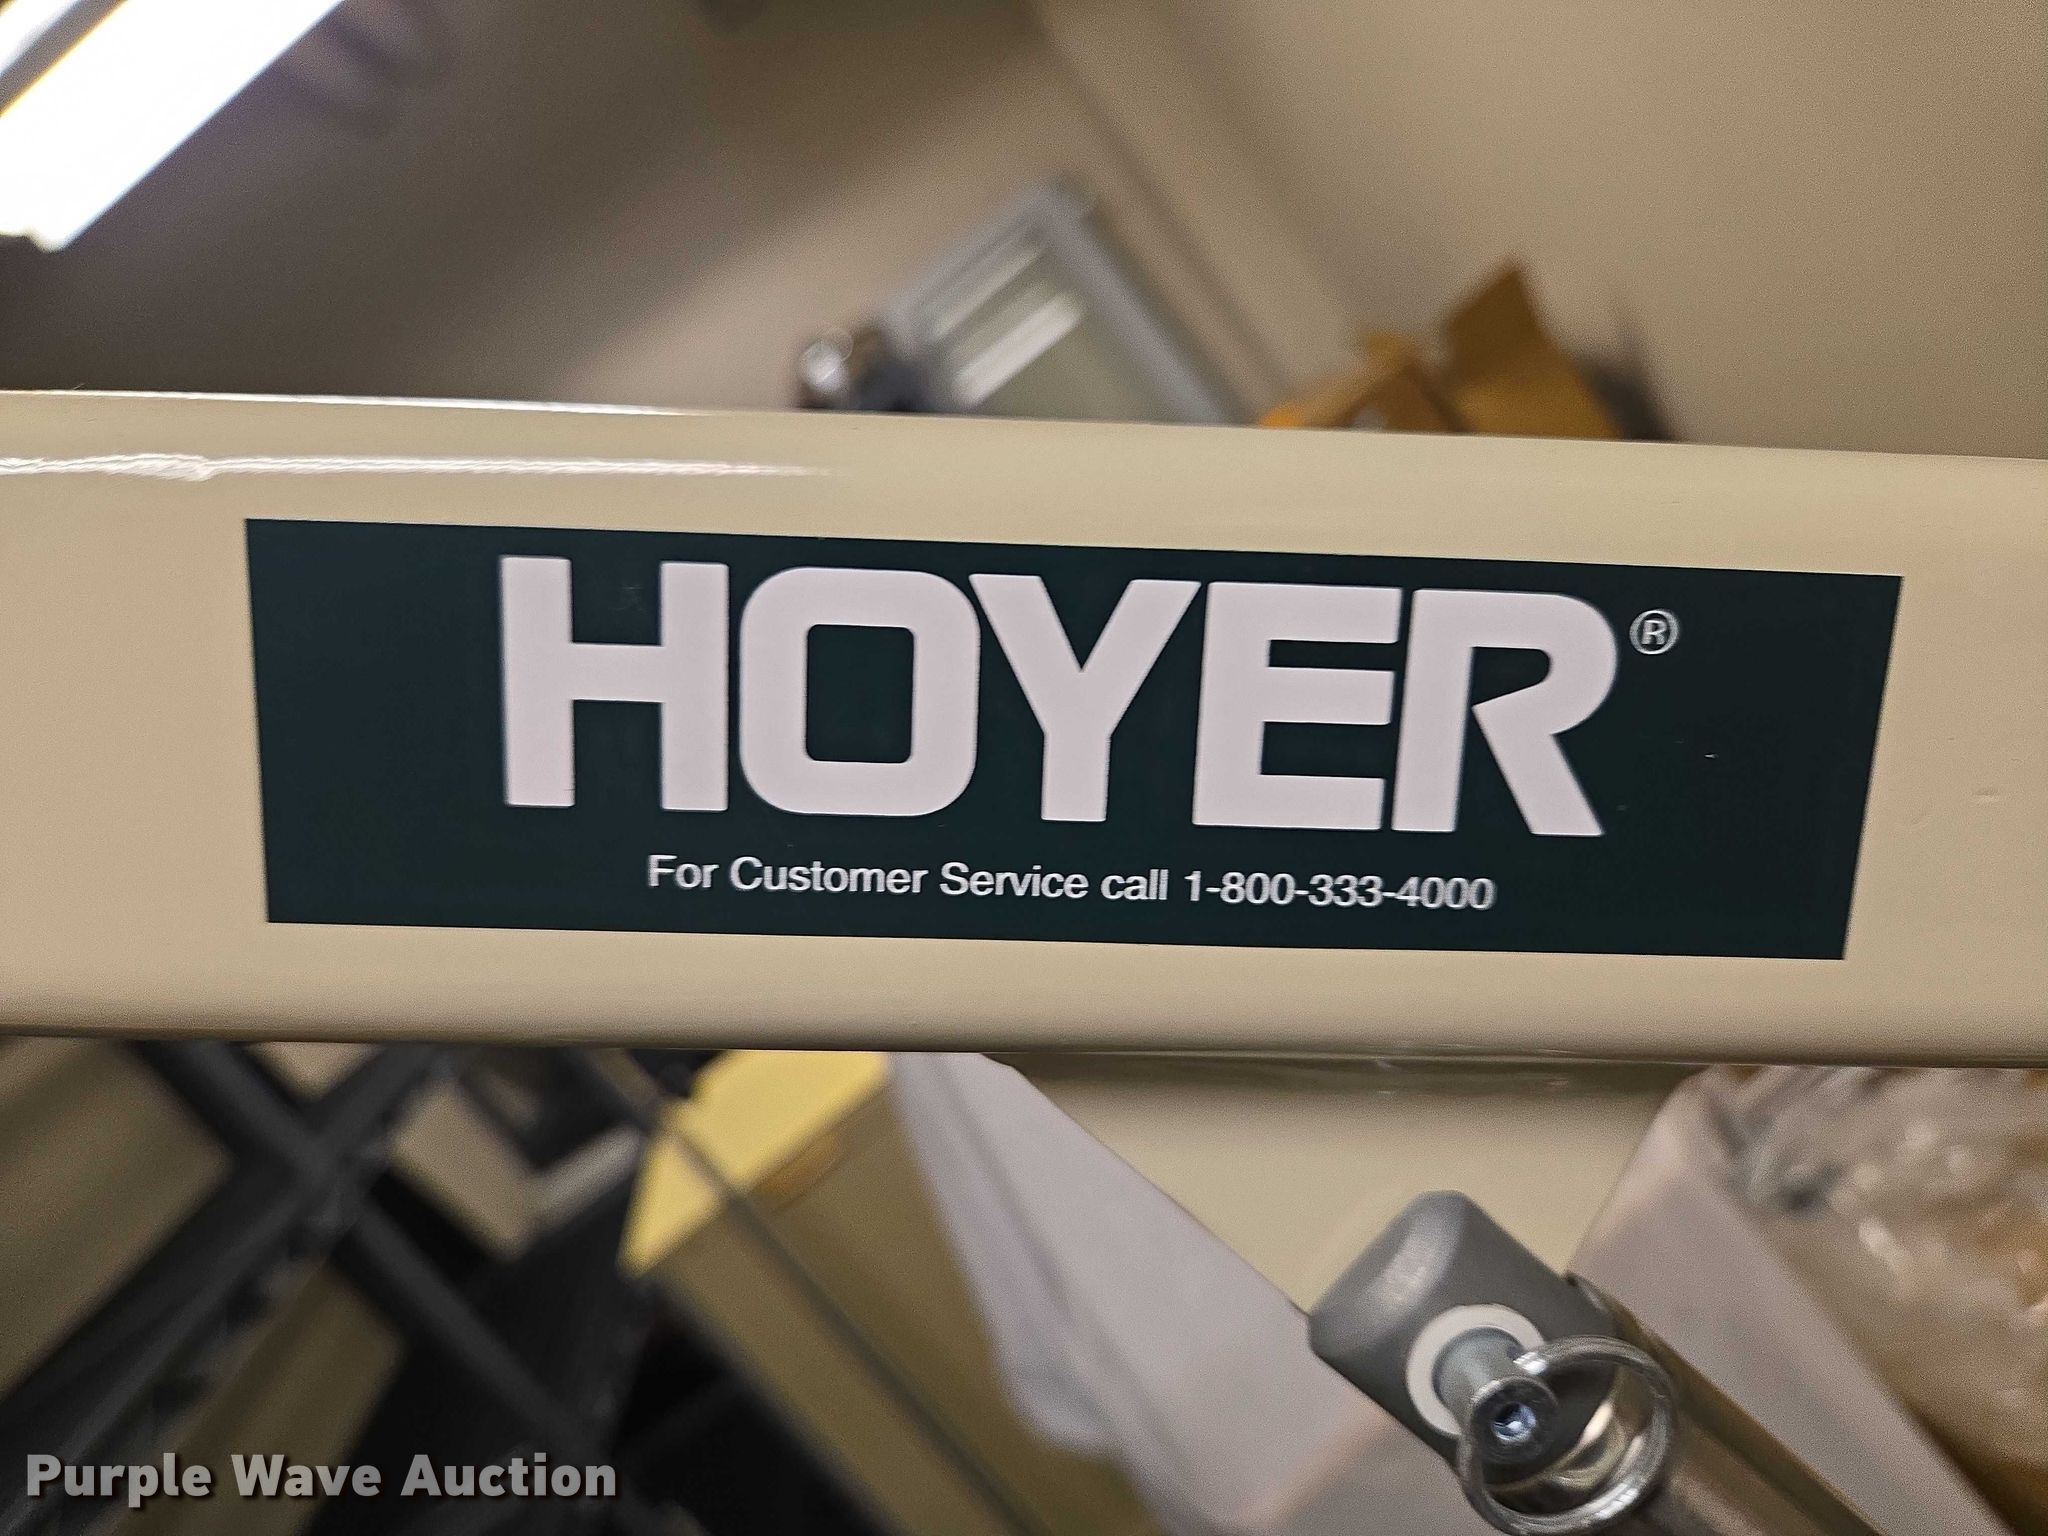 HOYER®
For Customer Service call 1-800-333-4000
Purple Wave Auction